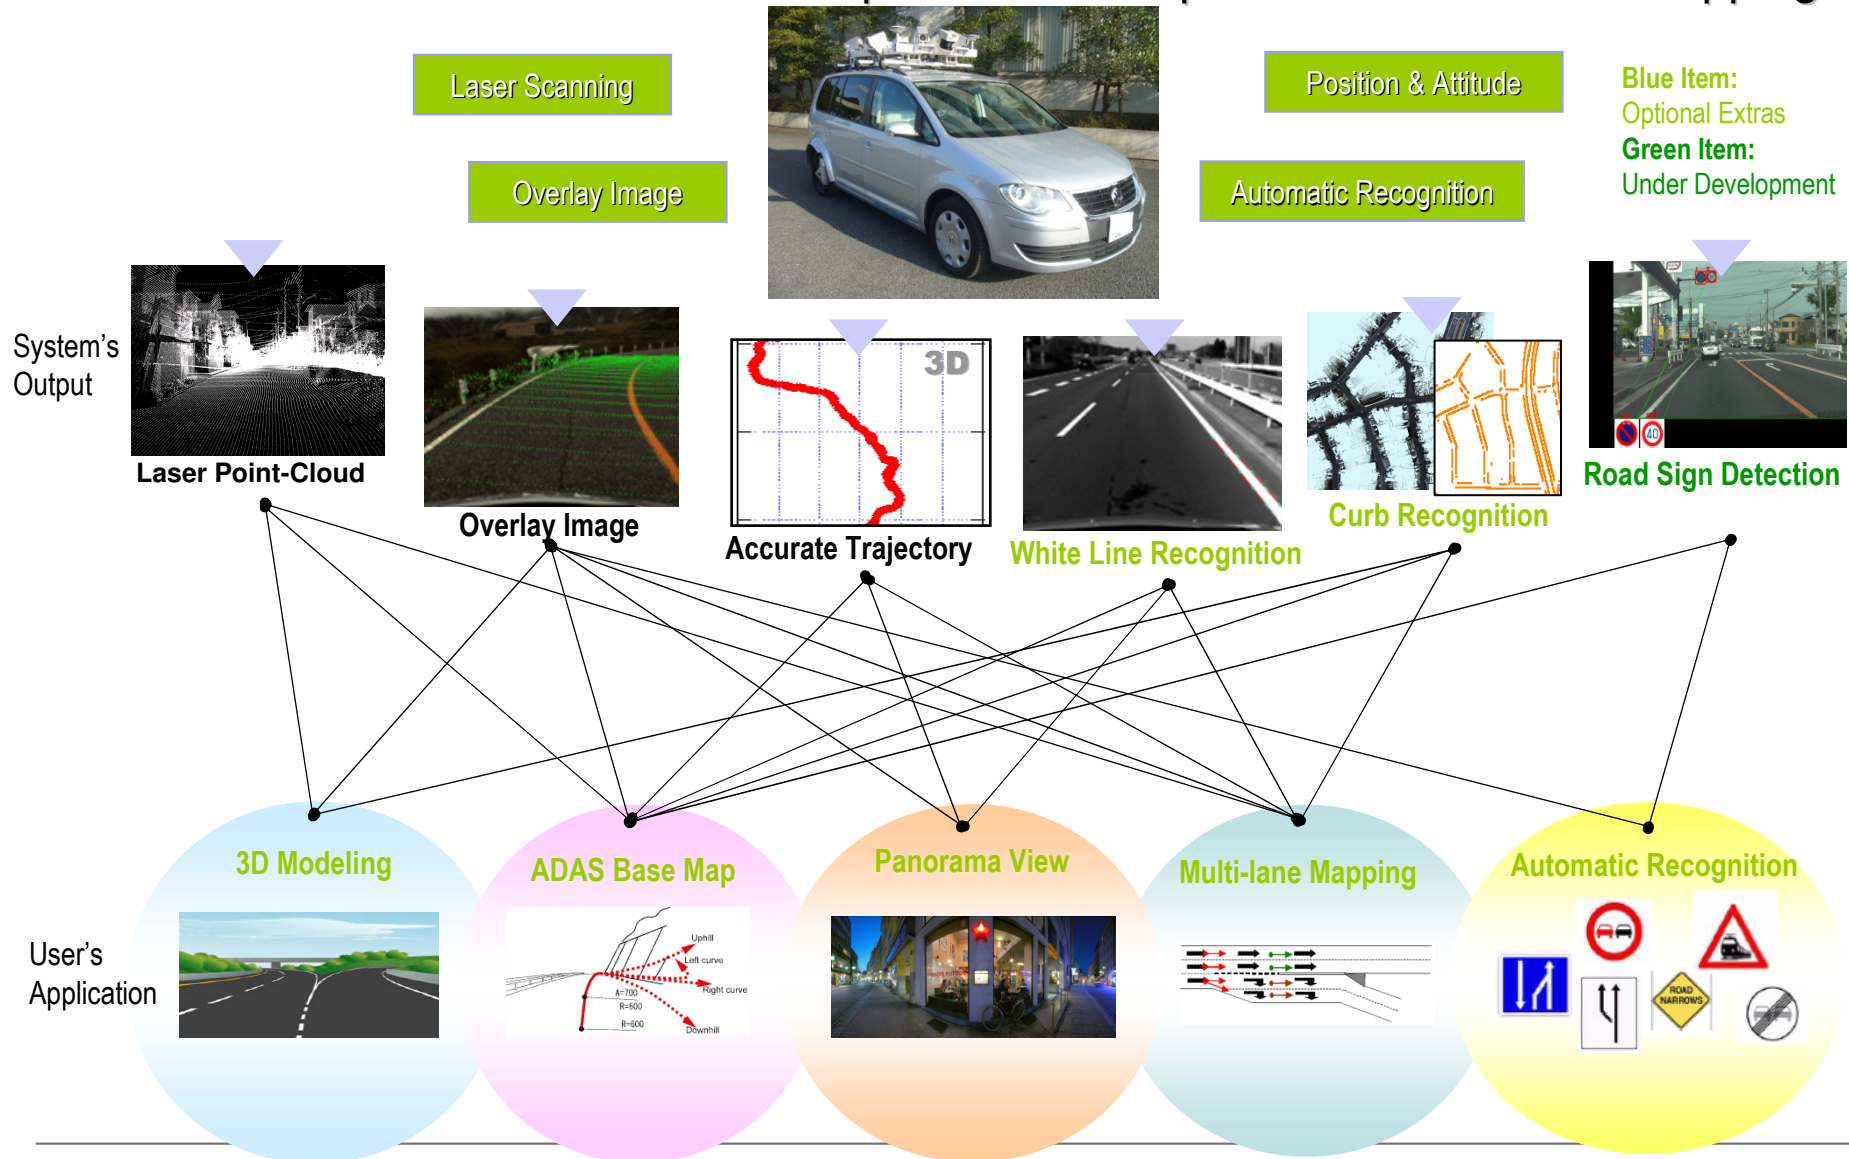 Laser Scanning
Position & Attitude
Blue Item:
Optional Extras
Green Item:
Under Development
Overlay Image
Automatic Recognition
System's
Output
3D
40
Laser Point-Cloud
Overlay Image
Accurate Trajectory
White Line Recognition
Curb Recognition
Road Sign Detection
User's
Application
3D Modeling
ADAS Base Map
Panorama View
Multi-lane Mapping
Automatic Recognition
Uphill
Left curve
Right curve
A=700
R=600
R=600
Downhill
ROAD
NARROWS